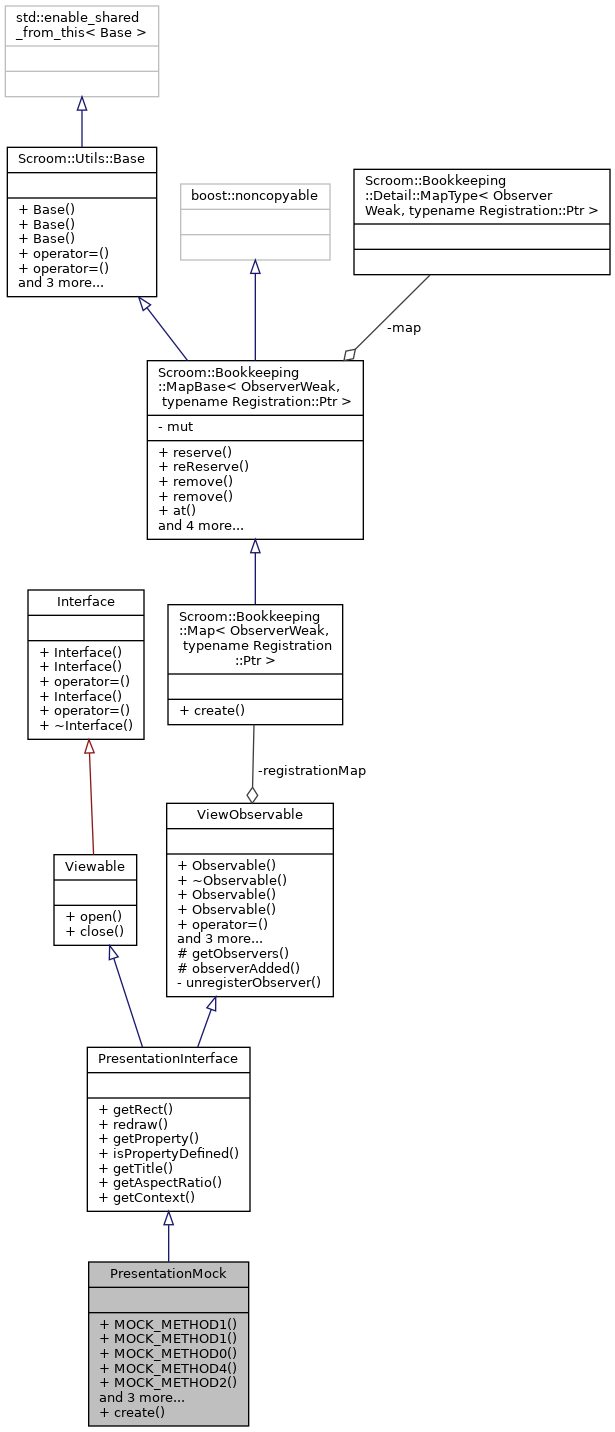 std::enable_shared
_from_this< Base >
Scroom::Utils::Base
+ Base()
+ Base()
+ Base()
+ operator=()
+ operator=()
and 3 more...
boost::noncopyable
Scroom::Bookkeeping
::Detail::MapType< Observer
Weak, typename Registration::Ptr >
-map
Scroom::Bookkeeping
::MapBase< ObserverWeak,
typename Registration::Ptr >
- mut
+ reserve()
+ reReserve()
+ remove()
+ remove()
+ at()
and 4 more...
Interface
+ Interface()
+ Interface()
+ operator=()
+ Interface()
+ operator=()
+ ~Interface()
Scroom::Bookkeeping
::Map< ObserverWeak,
typename Registration
::Ptr >
+ create()
-registrationMap
Viewable
+ open()
+ close()
ViewObservable
+ Observable()
+ ~Observable()
+ Observable()
+ Observable()
+ operator=()
and 3 more...
# getObservers()
# observerAdded()
- unregisterObserver()
PresentationInterface
+ getRect()
+ redraw()
+ getProperty()
+ isPropertyDefined()
+ getTitle()
+ getAspectRatio()
+ getContext()
PresentationMock
+ MOCK_METHOD1()
+ MOCK_METHOD1()
+ MOCK_METHOD0()
+ MOCK_METHOD4()
+ MOCK_METHOD2()
and 3 more...
+ create()